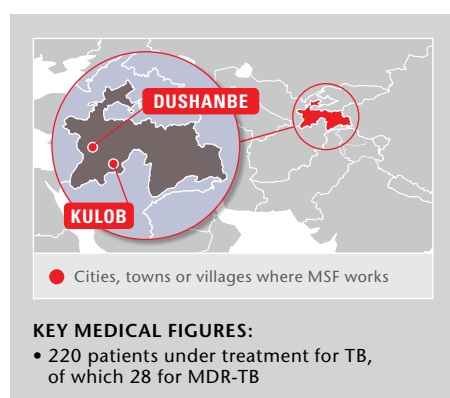 DUSHANBE
KULOB
Cities, towns or villages where MSF works
KEY MEDICAL FIGURES:
• 220 patients under treatment for TB,
of which 28 for MDR-TB